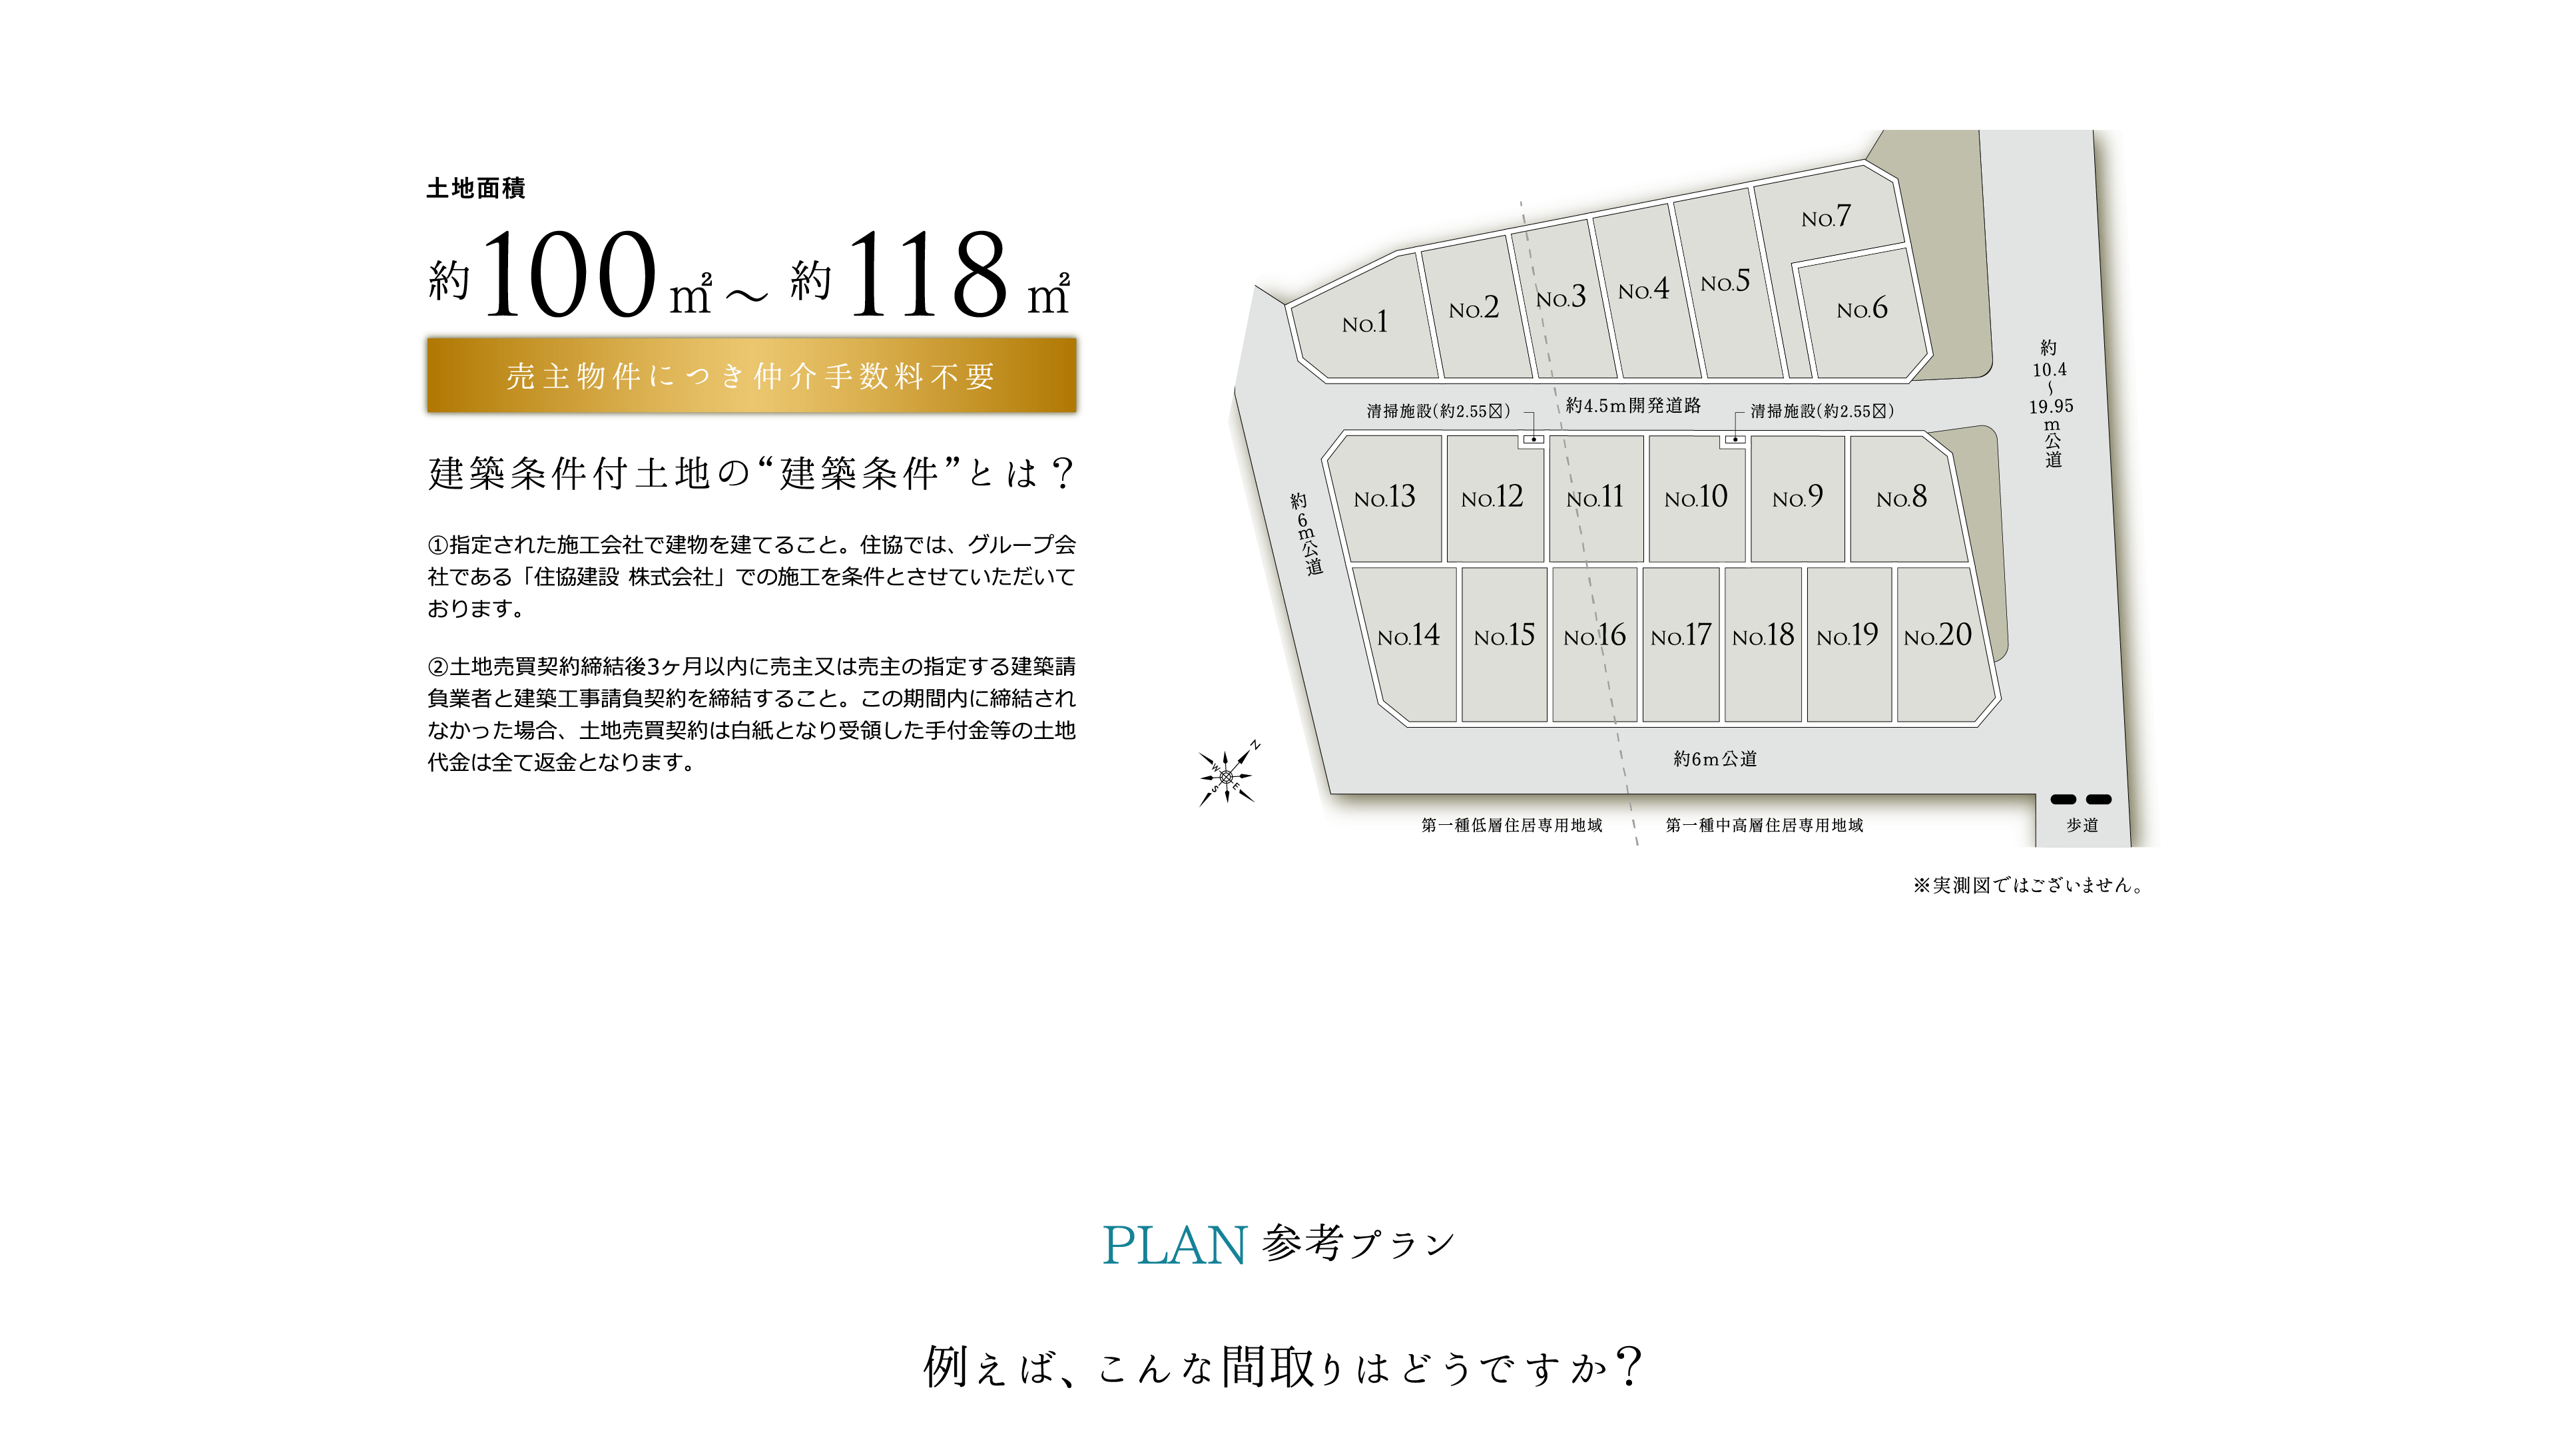 土地面積
約100㎡～約118㎡
売主物件につき仲介手数料不要
建築条件付土地の“建築条件”とは？
①指定された施工会社で建物を建てること。住協では、グループ会
社である「住協建設 株式会社」での施工を条件とさせていただいて
おります。
②土地売買契約締結後3ヶ月以内に売主又は売主の指定する建築請
負業者と建築工事請負契約を締結すること。この期間内に締結され
なかった場合、土地売買契約は白紙となり受領した手付金等の土地
代金は全て返金となります。
No.7
No.1
No.2
No.3
No.4
No.5
No.6
約10.4～19.95m公道
清掃施設(約2.55〼)
約4.5m開発道路
清掃施設(約2.55〼)
約6m公道
No.13
No.12
No.11
No.10
No.9
No.8
No.14
No.15
No.16
No.17
No.18
No.19
No.20
約6m公道
N
W
S
E
第一種低層住居専用地域
第一種中高層住居専用地域
歩道
※実測図ではございません。
PLAN 参考プラン
例えば、こんな間取りはどうですか？